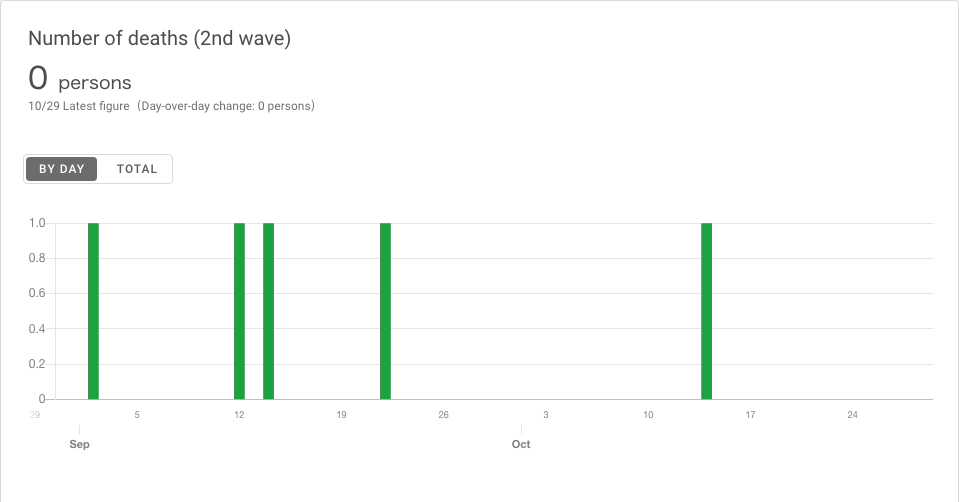 Number of deaths (2nd wave)
0 persons
10/29 Latest figure（Day-over-day change: 0 persons）
BY DAY TOTAL
1.0
0.8
0.6
0.4
0.2
0
29 5 12 19 26 3 10 17 24
Sep Oct